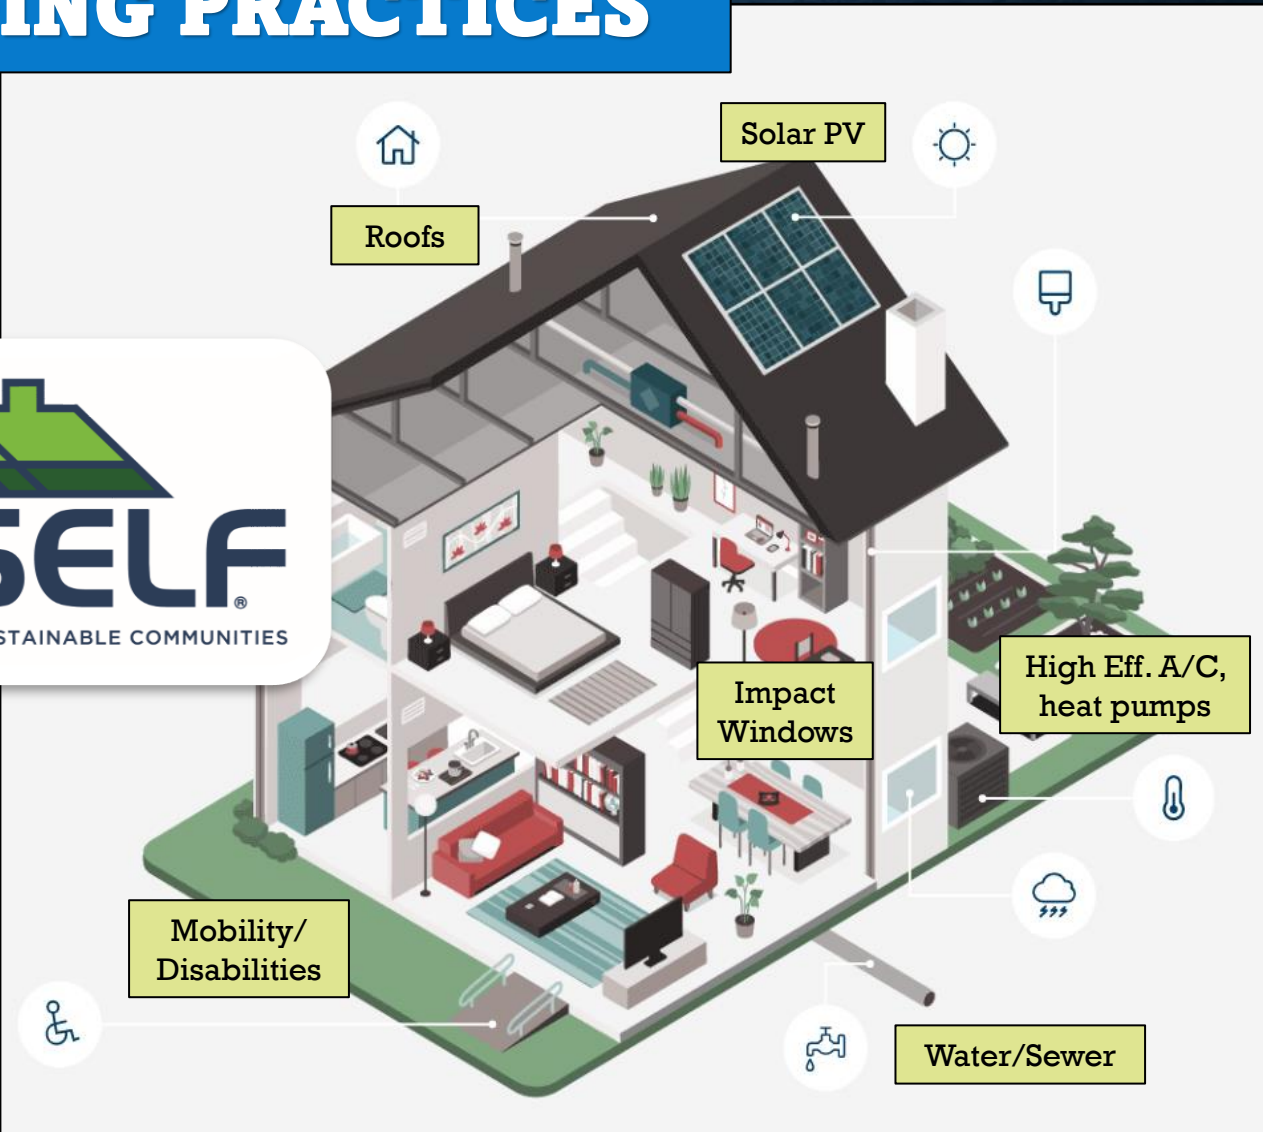 ING PRACTICES
Solar PV
Roofs
SELF®
STAINABLE COMMUNITIES
High Eff. A/C,
heat pumps
Impact
Windows
Mobility/
Disabilities
Water/Sewer